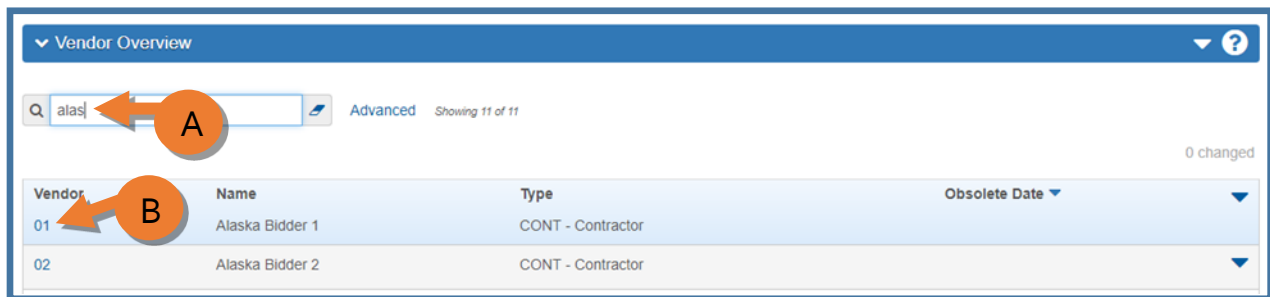 Vendor Overview
alas A Advanced Showing 11 of 11
0 changed
Vendor Name Type Obsolete Date
B
01 Alaska Bidder 1 CONT - Contractor
02 Alaska Bidder 2 CONT - Contractor